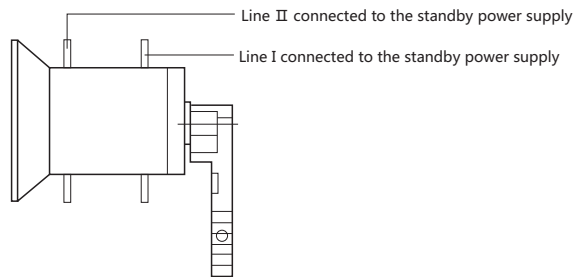 Line Ⅱ connected to the standby power supply
Line I connected to the standby power supply